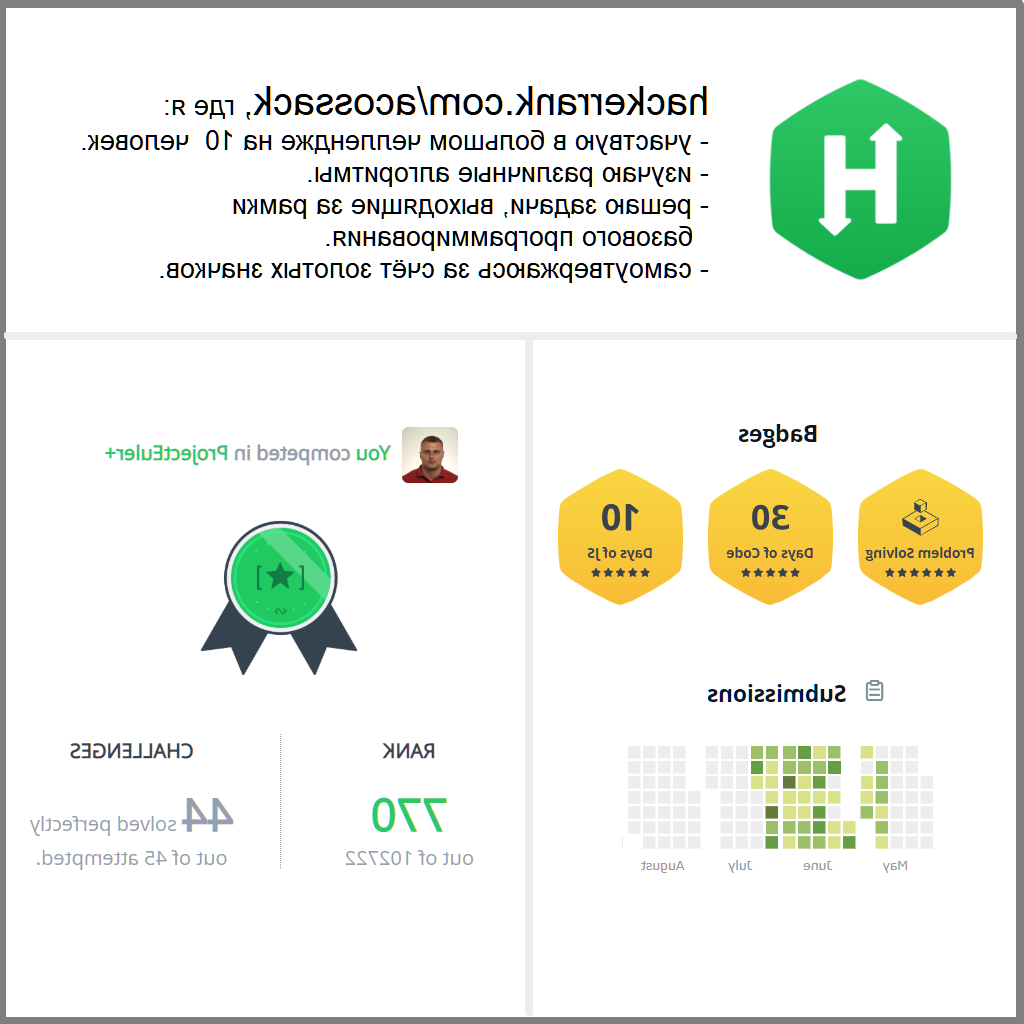 hackerrank.com/acossack, где я:
- участвую в большом челлендже на 10 человек.
- изучаю различные алгоритмы.
- решаю задачи, выходящие за рамки
базового программирования.
- самоутвержаюсь за счёт золотых значков.
H
Badges
Problem Solving
30
Days of Code
10
Days of JS
Submissions
May
June
July
August
You competed in ProjectEuler+
RANK
770
out of 102722
CHALLENGES
44 solved perfectly
out of 45 attempted.